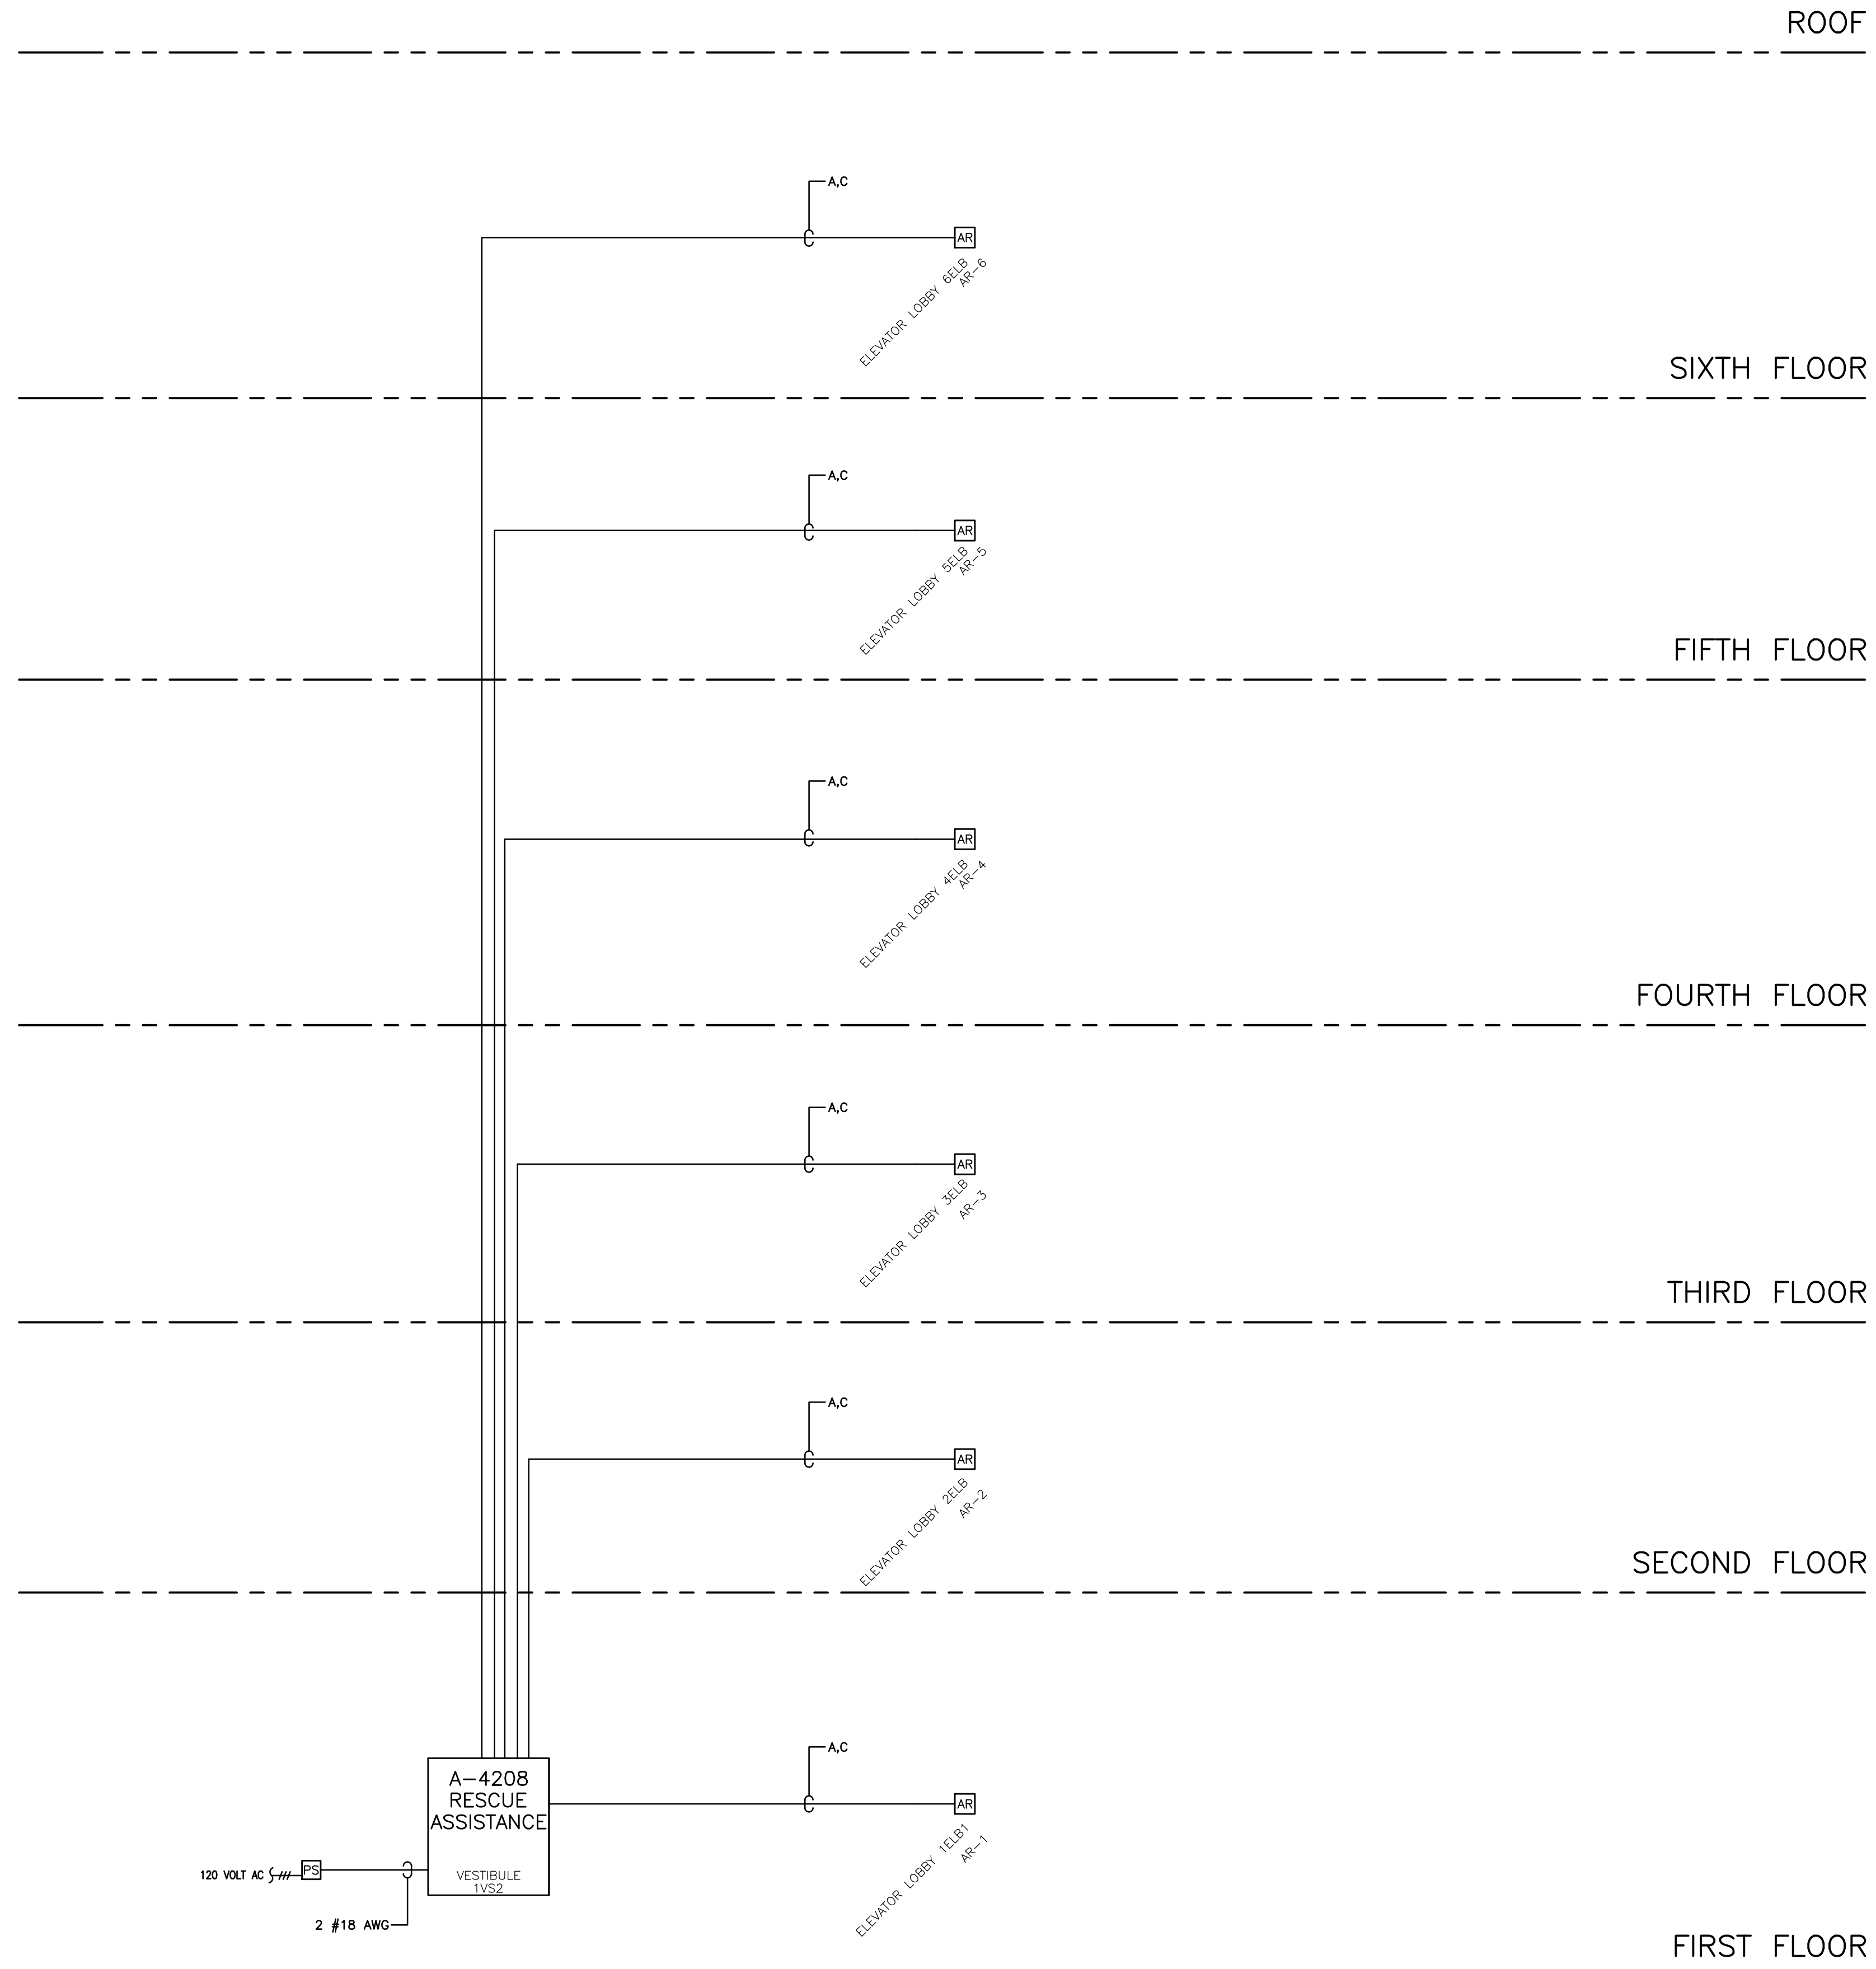 ROOF
A,C
AR
ELEVATOR LOBBY 6ELB
AR-6
SIXTH FLOOR
A,C
AR
ELEVATOR LOBBY 5ELB
AR-5
FIFTH FLOOR
A,C
AR
ELEVATOR LOBBY 4ELB
AR-4
FOURTH FLOOR
A,C
AR
ELEVATOR LOBBY 3ELB
AR-3
THIRD FLOOR
A,C
AR
ELEVATOR LOBBY 2ELB
AR-2
SECOND FLOOR
A,C
A-4208
RESCUE
ASSISTANCE
AR
ELEVATOR LOBBY 1ELB1
AR-1
120 VOLT AC
PS
VESTIBULE
1VS2
2 #18 AWG
FIRST FLOOR